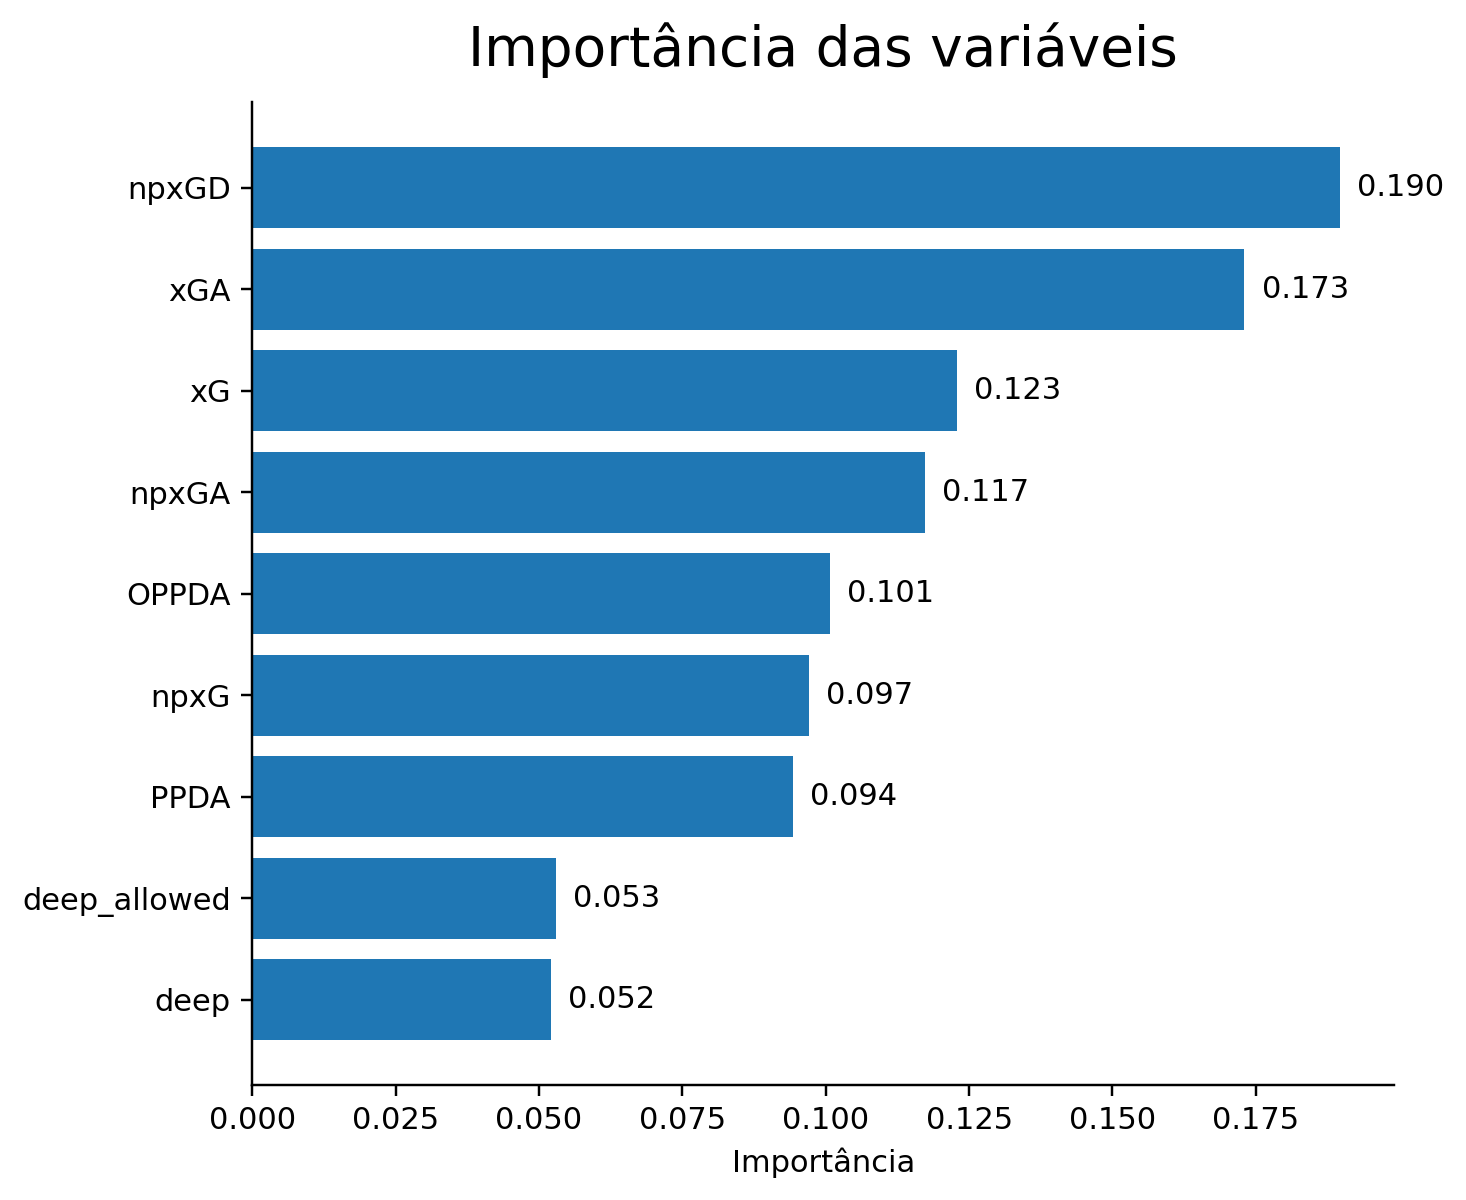 Importância das variáveis
npxGD 0.190
xGA 0.173
xG 0.123
npxGA 0.117
OPPDA 0.101
npxG 0.097
PPDA 0.094
deep_allowed 0.053
deep 0.052
0.000 0.025 0.050 0.075 0.100 0.125 0.150 0.175
Importância